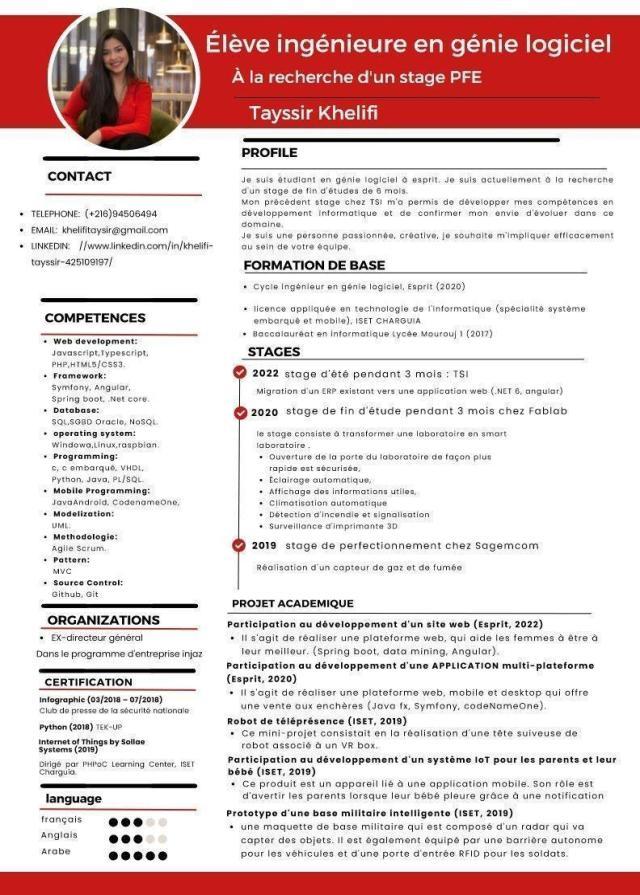 Élève ingénieure en génie logiciel
À la recherche d'un stage PFE
Tayssir Khelifi
CONTACT
TELEPHONE: (+216)94506494
EMAIL: khelifitaysir@gmail.com
LINKEDIN: //www.linkedin.com/in/khelifi-
tayssir-425109197/
COMPETENCES
Web development:
Javascript,Typescript,
PHP,HTML5/CSS3.
Framework:
Symfony, Angular,
Spring boot, .Net core.
Database:
SQL,SGBD Oracle, NoSQL.
operating system:
Windowa,Linux,raspbian.
Programming:
c, c embarqué, VHDL,
Python, Java, PL/SQL.
Mobile Programming:
JavaAndroid, CodenameOne,
Modelization:
UML.
Methodologie:
Agile Scrum.
Pattern:
MVC
Source Control:
Github, Git
ORGANIZATIONS
EX-directeur général
Dans le programme d'entreprise injaz
CERTIFICATION
Infographic (03/2018 – 07/2018)
Club de presse de la sécurité nationale
Python (2018) TEK-UP
Internet of Things by Sollae
Systems (2019)
Dirigé par PHPoC Learning Center, ISET
Charguia.
language
français
Anglais
Arabe
PROFILE
Je suis étudiant en génie logiciel à esprit. Je suis actuellement à la recherche
d'un stage de fin d'études de 6 mois.
Mon précédent stage chez TSI m'a permis de développer mes compétences en
développement informatique et de confirmer mon envie d'évoluer dans ce
domaine.
Je suis une personne passionnée, créative, je souhaite m'impliquer efficacement
au sein de votre équipe.
FORMATION DE BASE
Cycle Ingénieur en génie logiciel, Esprit (2020)
licence appliquée en technologie de l'informatique (spécialité système
embarqué et mobile), ISET CHARGUIA
Baccalauréat en informatique Lycée Mourouj 1 (2017)
STAGES
2022 stage d'été pendant 3 mois : TSI
Migration d'un ERP existant vers une application web (.NET 6, angular)
2020 stage de fin d'étude pendant 3 mois chez Fablab
le stage consiste à transformer une laboratoire en smart
laboratoire .
Ouverture de la porte du laboratoire de façon plus
rapide est sécurisée,
Éclairage automatique,
Affichage des informations utiles,
Climatisation automatique
Détection d'incendie et signalisation
Surveillance d'imprimante 3D
2019 stage de perfectionnement chez Sagemcom
Réalisation d'un capteur de gaz et de fumée
PROJET ACADEMIQUE
Participation au développement d'un site web (Esprit, 2022)
Il s'agit de réaliser une plateforme web, qui aide les femmes à être à
leur meilleur. (Spring boot, data mining, Angular).
Participation au développement d'une APPLICATION multi-plateforme
(Esprit, 2020)
Il s'agit de réaliser une plateforme web, mobile et desktop qui offre
une vente aux enchères (Java fx, Symfony, codeNameOne).
Robot de téléprésence (ISET, 2019)
Ce mini-projet consistait en la réalisation d'une tête suiveuse de
robot associé à un VR box.
Participation au développement d'un système IoT pour les parents et leur
bébé (ISET, 2019)
Ce produit est un appareil lié à une application mobile. Son rôle est
d'avertir les parents lorsque leur bébé pleure grâce à une notification
Prototype d'une base militaire intelligente (ISET, 2019)
une maquette de base militaire qui est composé d'un radar qui va
capter des objets. Il est également équipé par une barrière autonome
pour les véhicules et d'une porte d'entrée RFID pour les soldats.